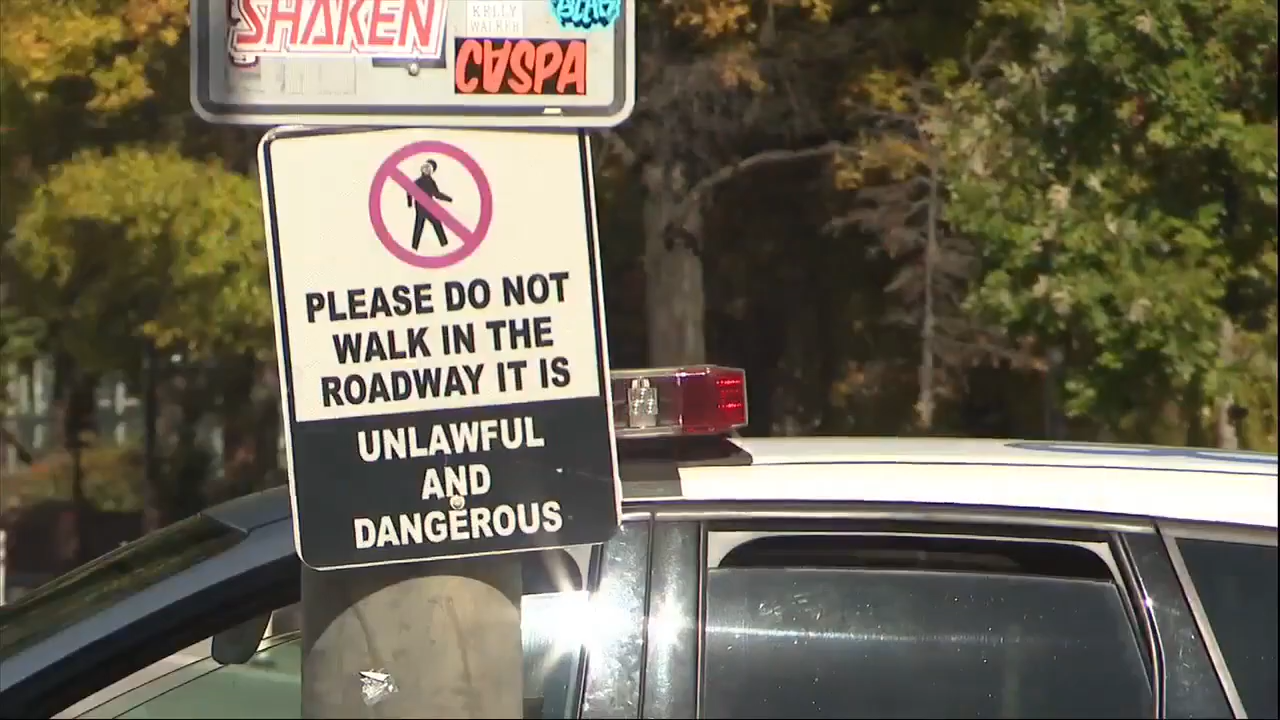 SHAKEN
KELLY
WALKER
CASPA
PLEASE DO NOT
WALK IN THE
ROADWAY IT IS
UNLAWFUL
AND
DANGEROUS